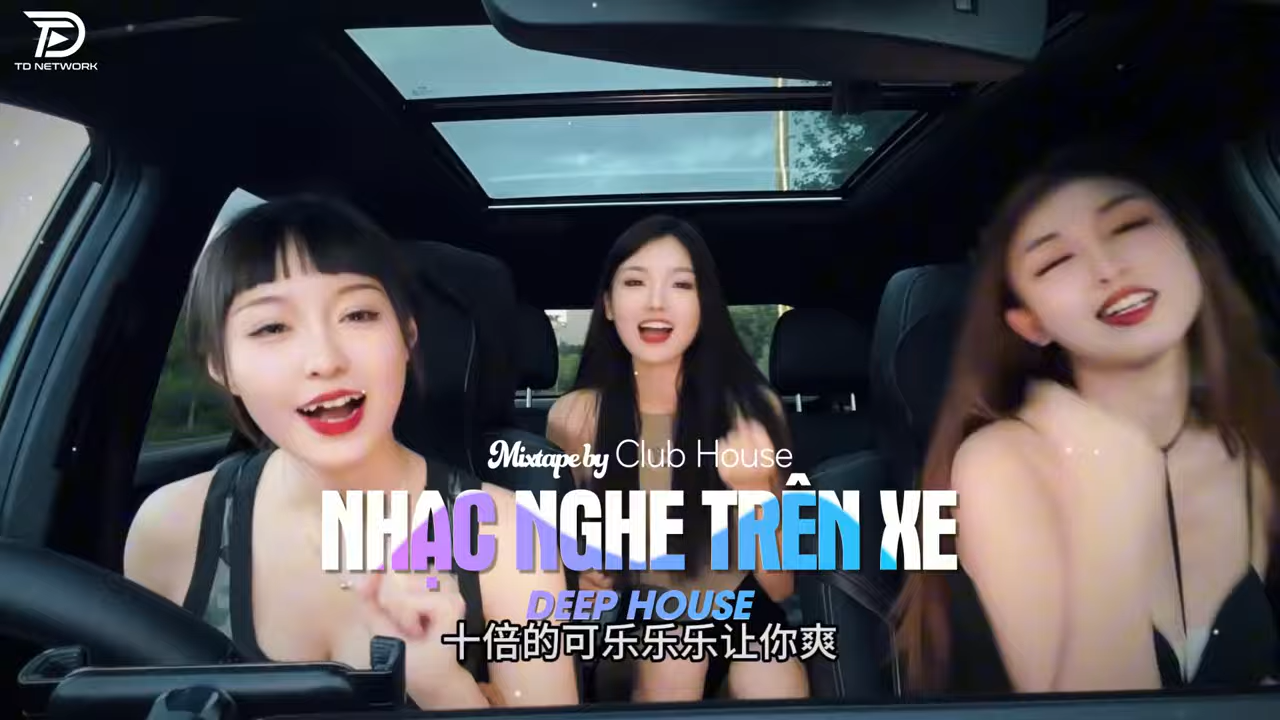 TD NETWORK
Mixtape by Club House
NHẠC NGHE TRÊN XE
DEEP HOUSE
十倍的可乐乐乐让你爽